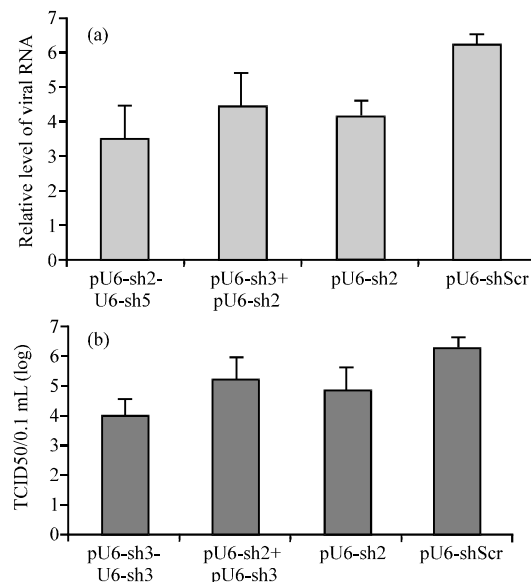 (a)
Relative level of viral RNA
7
6
5
4
3
2
1
0
pU6-sh2-
U6-sh5
pU6-sh3+
pU6-sh2
pU6-sh2
pU6-shScr
(b)
TCID50/0.1 mL (log)
7
6
5
4
3
2
1
0
pU6-sh3-
U6-sh3
pU6-sh2+
pU6-sh3
pU6-sh2
pU6-shScr